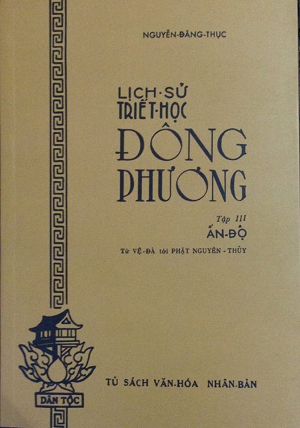 NGUYỄN-ĐĂNG-THỤC
LỊCH·SỬ
TRIẾT·HỌC
ĐÔNG
PHƯƠNG
Tập III
ẤN-ĐỘ
Từ VỆ-ĐÀ tới PHẬT NGUYÊN-THỦY
DÂN TỘC
TỦ SÁCH VĂN-HÓA NHÂN-BẢN